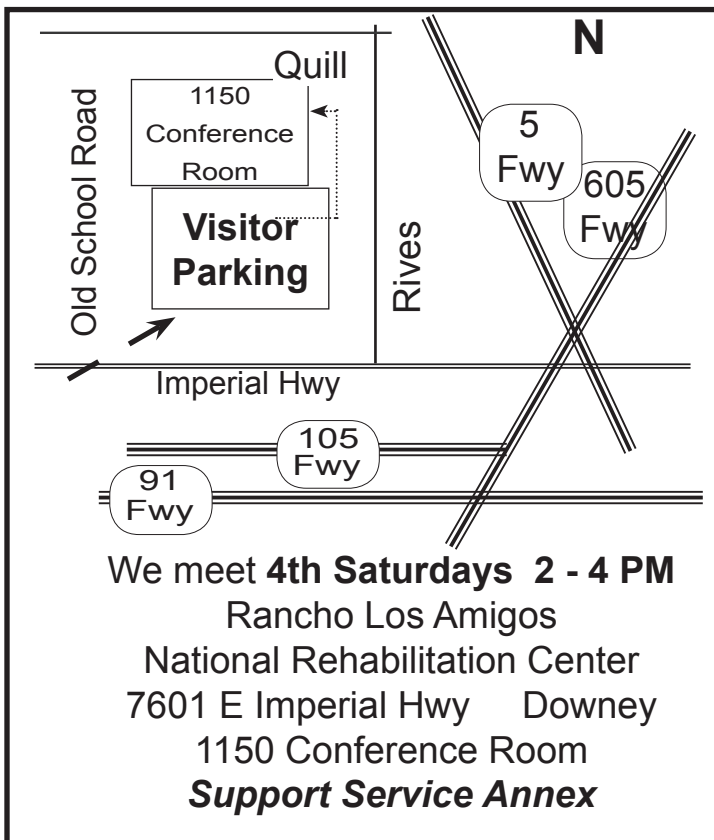 N
Quill
1150
Conference
Room
Old School Road
Visitor
Parking
Rives
5
Fwy
605
Fwy
Imperial Hwy
105
Fwy
91
Fwy
We meet 4th Saturdays 2 - 4 PM
Rancho Los Amigos
National Rehabilitation Center
7601 E Imperial Hwy Downey
1150 Conference Room
Support Service Annex